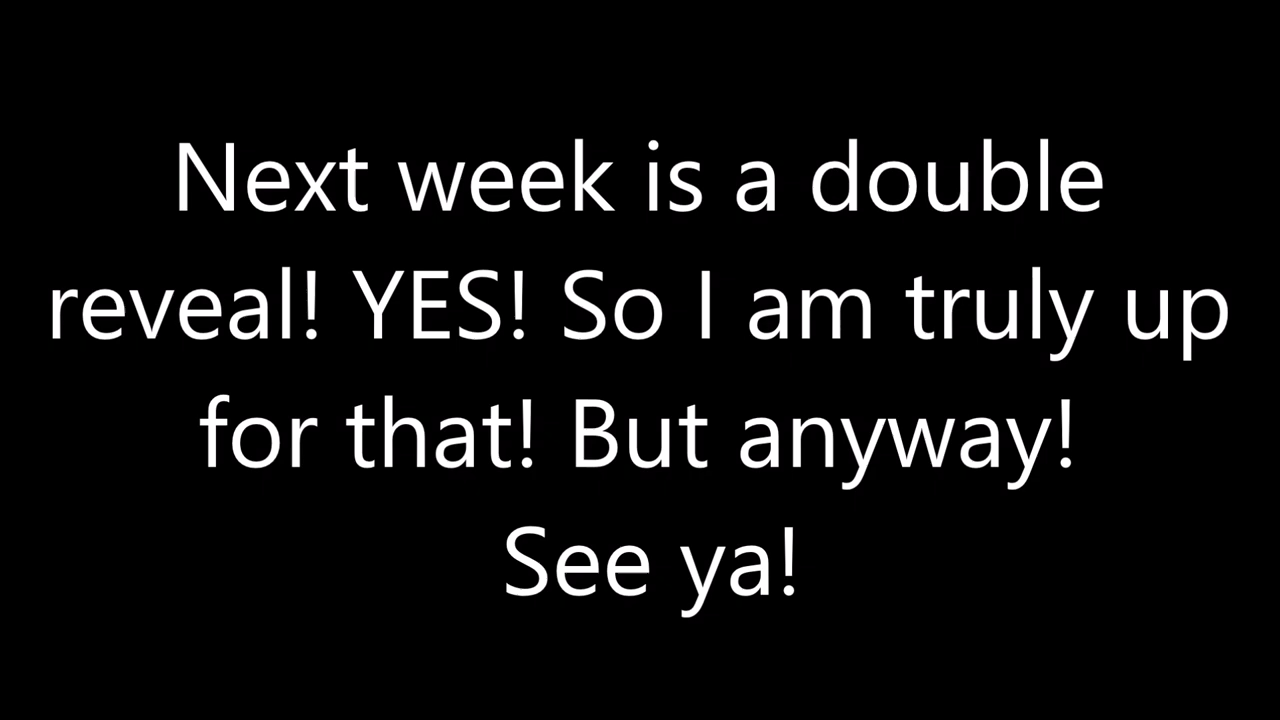 Next week is a double
reveal! YES! So I am truly up
for that! But anyway!
See ya!